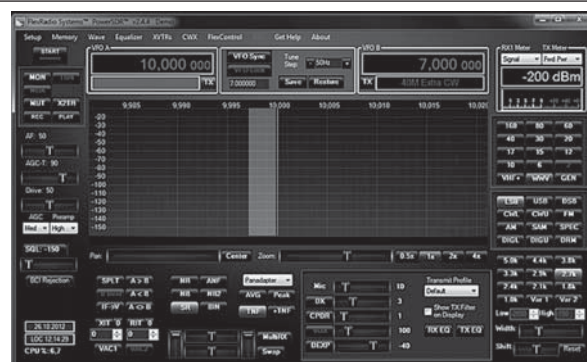 FlexRadio Systems™ PowerSDR™ v2.4.4 Demo
Setup Memory Wave Equalizer XVTRs CWX FlexControl Get Help About
START
VFO A
10,000 000
TX
VFO Sync
7.000000
Tune Step:
50Hz
Save Restore
VFO B
7,000 000
TX 40M Extra CW
RX1 Meter TX Meter
Signal Fwd Pwr
-200 dBm
MON
MUT X2TR
REC PLAY
AF: 50
AGC-T: 90
Drive: 50
AGC Preamp
Med High
SQL: -150
BCI Rejection
9,985 9,990 9,995 10,000 10,005 10,010 10,015 10,020
-20
-30
-40
-50
-60
-70
-80
-90
-100
-110
-120
-130
-140
-150
160 80 60
40 30 20
17 15 12
10 6
VHF+ WWV GEN
LSB USB DSB
CWL CWU FM
AM SAM SPEC
DIGL DIGU DRM
5.0k 4.4k 3.8k
3.3k 2.9k 2.7k
2.4k 2.1k 1.8k
1.0k Var 1 Var 2
Low High
Width:
Shift: Reset
Pan: Center Zoom: 0.5x 1x 2x 4x
SPLT A > B
A < B
IF->V A <> B
XIT 0 RIT 0
0 0
VAC1
NR ANF
NB NB2
SR BIN
Panadapter
AVG Peak
TNF +TNF
MultiRX
Swap
Mic 10
DX 3
CPDR 1
100
DEXP -40
Transmit Profile
Default
Show TX Filter on Display
RX EQ TX EQ
26.10.2012
LOC 12:14:29
CPU %: 6,7